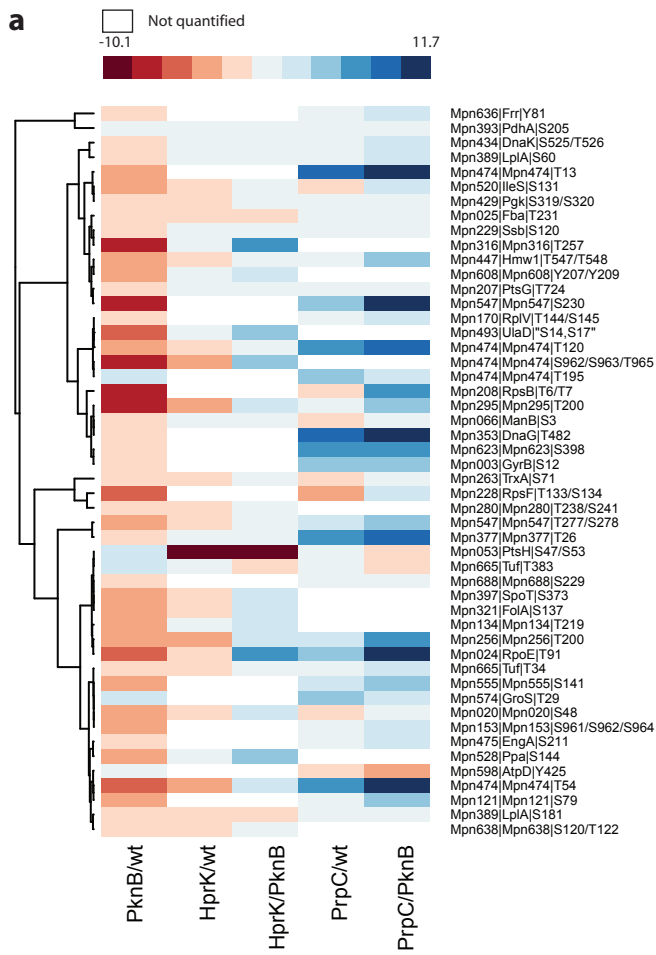 a
Not quantified
-10.1 11.7
Mpn636|Frr|Y81
Mpn393|PdhA|S205
Mpn434|DnaK|S525/T526
Mpn389|LplA|S60
Mpn474|Mpn474|T13
Mpn520|IleS|S131
Mpn429|Pgk|S319/S320
Mpn025|Fba|T231
Mpn229|Ssb|S120
Mpn316|Mpn316|T257
Mpn447|Hmw1|T547/T548
Mpn608|Mpn608|Y207/Y209
Mpn207|PtsG|T724
Mpn547|Mpn547|S230
Mpn170|RplV|T144/S145
Mpn493|UlaD|"S14,S17"
Mpn474|Mpn474|T120
Mpn474|Mpn474|S962/S963/T965
Mpn474|Mpn474|T195
Mpn208|RpsB|T6/T7
Mpn295|Mpn295|T200
Mpn066|ManB|S3
Mpn353|DnaG|T482
Mpn623|Mpn623|S398
Mpn003|GyrB|S12
Mpn263|TrxA|S71
Mpn228|RpsF|T133/S134
Mpn280|Mpn280|T238/S241
Mpn547|Mpn547|T277/S278
Mpn377|Mpn377|T26
Mpn053|PtsH|S47/S53
Mpn665|Tuf|T383
Mpn688|Mpn688|S229
Mpn397|SpoT|S373
Mpn321|FolA|S137
Mpn134|Mpn134|T219
Mpn256|Mpn256|T200
Mpn024|RpoE|T91
Mpn665|Tuf|T34
Mpn555|Mpn555|S141
Mpn574|GroS|T29
Mpn020|Mpn020|S48
Mpn153|Mpn153|S961/S962/S964
Mpn475|EngA|S211
Mpn528|Ppa|S144
Mpn598|AtpD|Y425
Mpn474|Mpn474|T54
Mpn121|Mpn121|S79
Mpn389|LplA|S181
Mpn638|Mpn638|S120/T122
PknB/wt
HprK/wt
HprK/PknB
PrpC/wt
PrpC/PknB